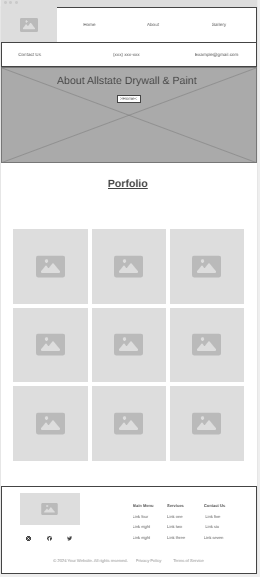 Home About Gallery
Contact Us (xxx) xxx-xxx Example@gmail.com
About Allstate Drywall & Paint
Porfolio
Main Menu Services Contact Us
Link four Link one Link five
Link eight Link two Link six
Link eight Link three Link seven
© 2024 Your Website. All rights reserved. Privacy Policy Terms of Service